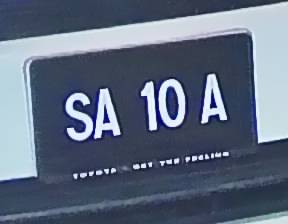 SA 10 A
TOYOTA - GET THE FEELING